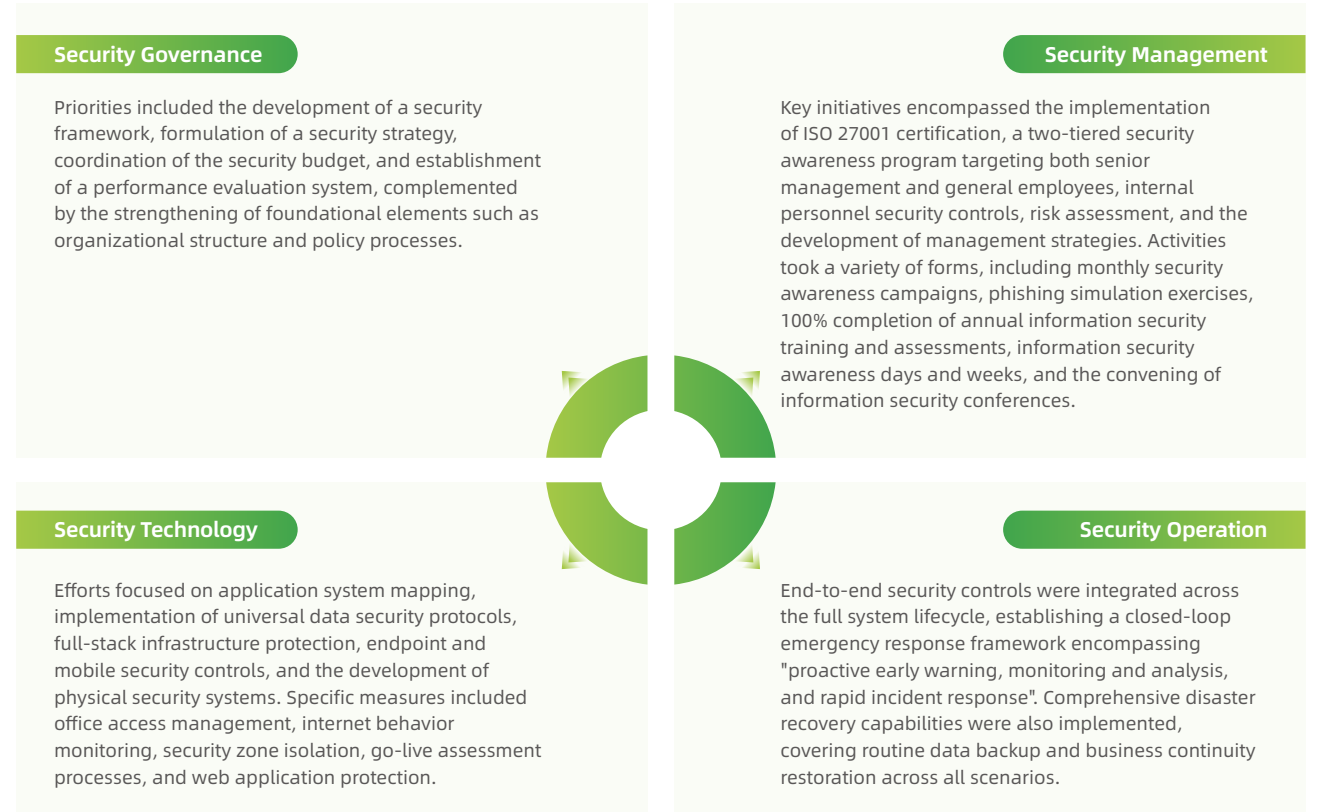 Security Governance
Priorities included the development of a security
framework, formulation of a security strategy,
coordination of the security budget, and establishment
of a performance evaluation system, complemented
by the strengthening of foundational elements such as
organizational structure and policy processes.
Security Management
Key initiatives encompassed the implementation
of ISO 27001 certification, a two-tiered security
awareness program targeting both senior
management and general employees, internal
personnel security controls, risk assessment, and the
development of management strategies. Activities
took a variety of forms, including monthly security
awareness campaigns, phishing simulation exercises,
100% completion of annual information security
training and assessments, information security
awareness days and weeks, and the convening of
information security conferences.
Security Technology
Efforts focused on application system mapping,
implementation of universal data security protocols,
full-stack infrastructure protection, endpoint and
mobile security controls, and the development of
physical security systems. Specific measures included
office access management, internet behavior
monitoring, security zone isolation, go-live assessment
processes, and web application protection.
Security Operation
End-to-end security controls were integrated across
the full system lifecycle, establishing a closed-loop
emergency response framework encompassing
"proactive early warning, monitoring and analysis,
and rapid incident response". Comprehensive disaster
recovery capabilities were also implemented,
covering routine data backup and business continuity
restoration across all scenarios.